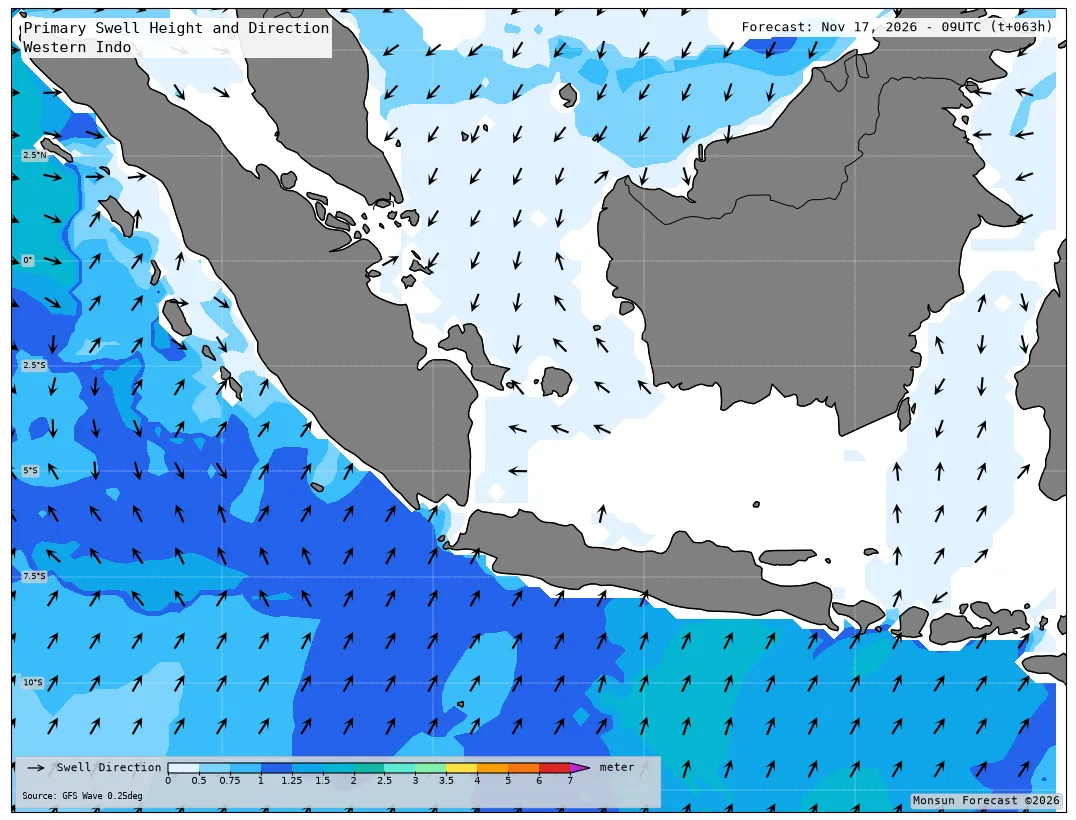 Primary Swell Height and Direction
Western Indo
Forecast: Nov 17, 2026 - 09UTC (t+063h)
2.5°N
0°
2.5°S
5°S
7.5°S
10°S
Swell Direction
meter
0 0.5 0.75 1 1.25 1.5 2 2.5 3 3.5 4 5 6 7
Source: GFS Wave 0.25deg
Monsun Forecast ©2026